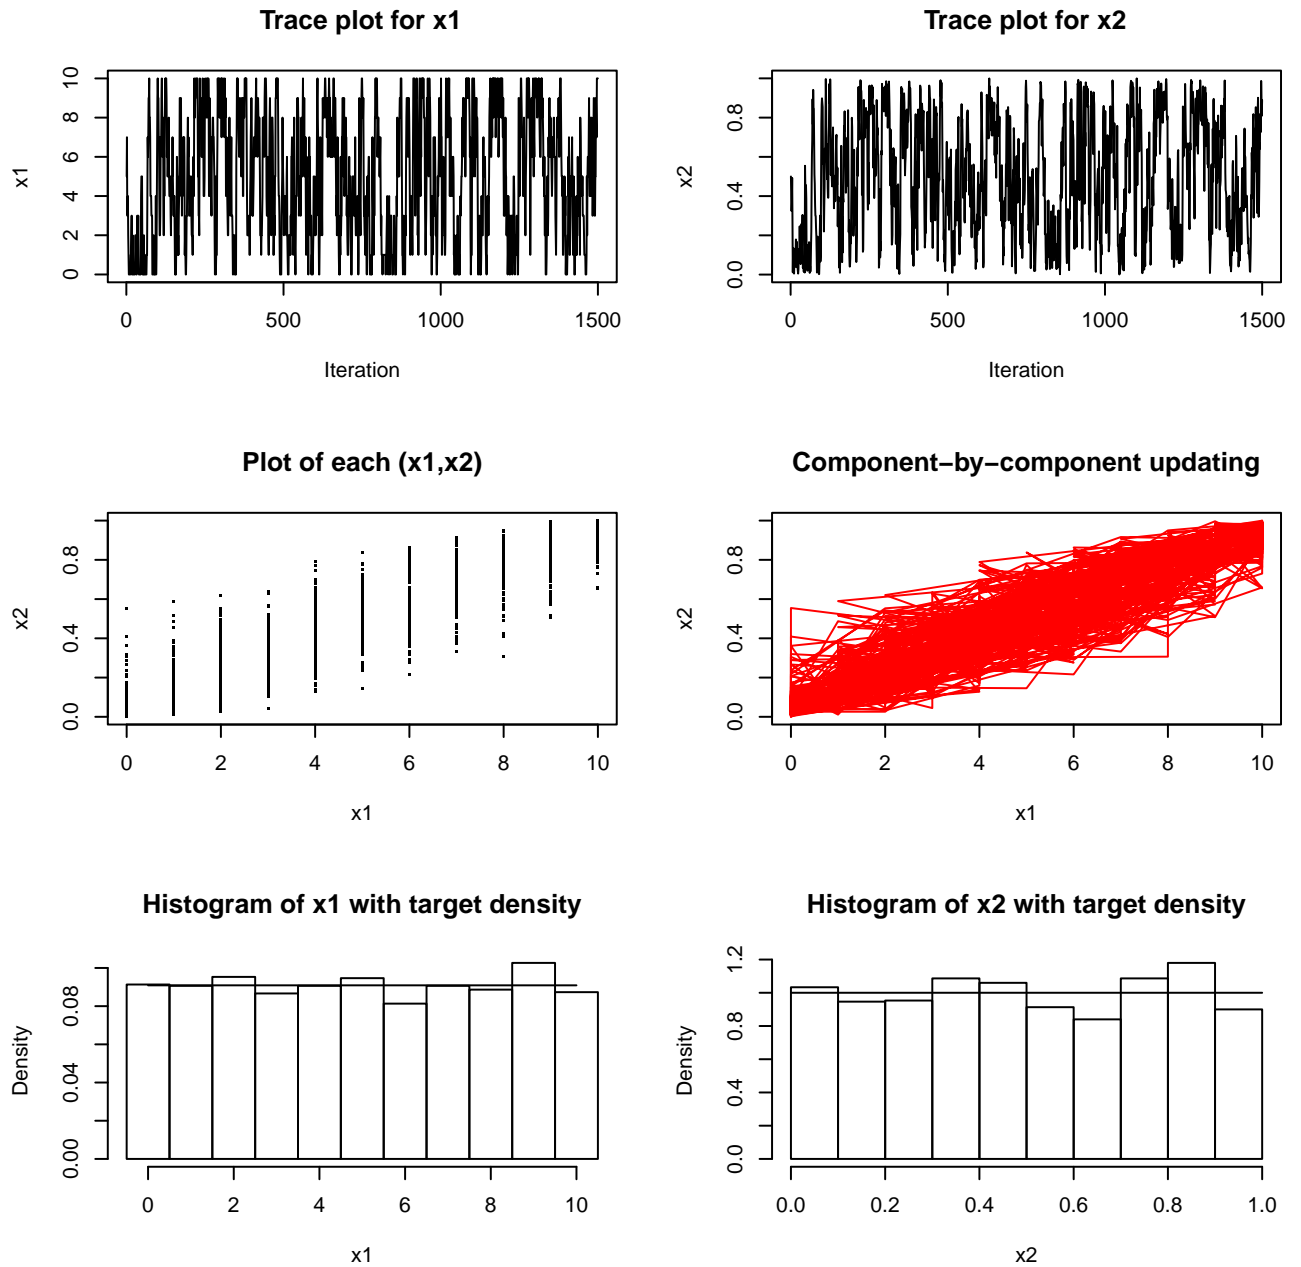 Trace plot for x1
x1
0
2
4
6
8
10
0 500 1000 1500
Iteration
Trace plot for x2
x2
0.0
0.4
0.8
0 500 1000 1500
Iteration
Plot of each (x1,x2)
x2
0.0
0.4
0.8
0 2 4 6 8 10
x1
Component−by−component updating
x2
0.0
0.4
0.8
0 2 4 6 8 10
x1
Histogram of x1 with target density
Density
0.00
0.04
0.08
0 2 4 6 8 10
x1
Histogram of x2 with target density
Density
0.0
0.4
0.8
1.2
0.0 0.2 0.4 0.6 0.8 1.0
x2